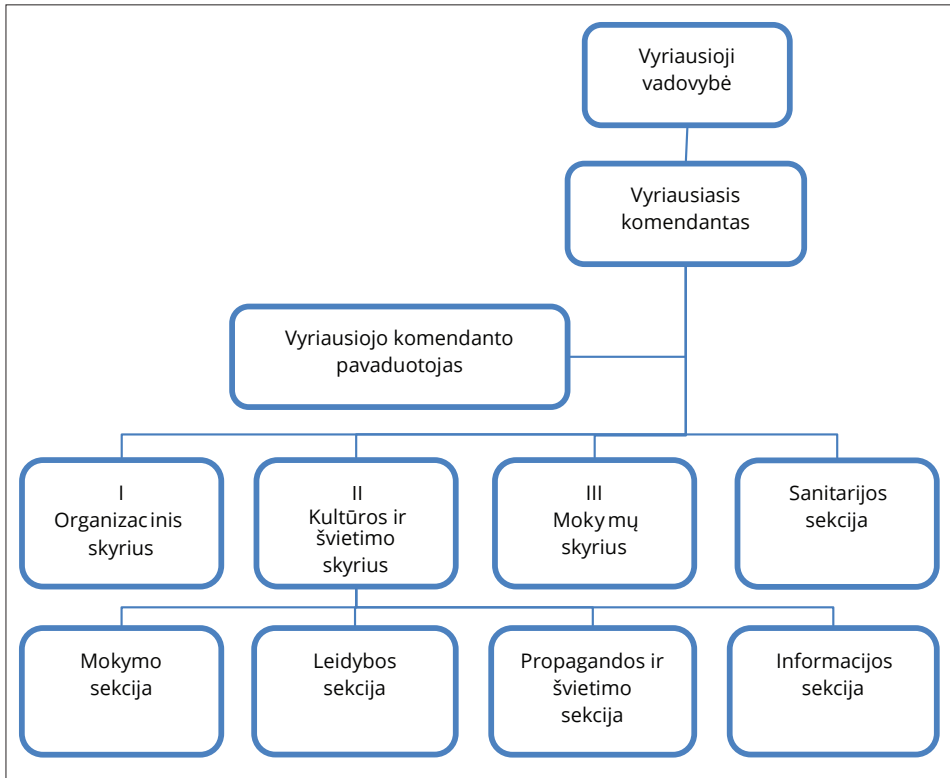 Vyriausioji
vadovybė
Vyriausiasis
komendantas
Vyriausiojo komendanto
pavaduotojas
I
Organizacinis
skyrius
II
Kultūros ir
švietimo
skyrius
III
Mokymų
skyrius
Sanitarijos
sekcija
Mokymo
sekcija
Leidybos
sekcija
Propagandos ir
švietimo
sekcija
Informacijos
sekcija